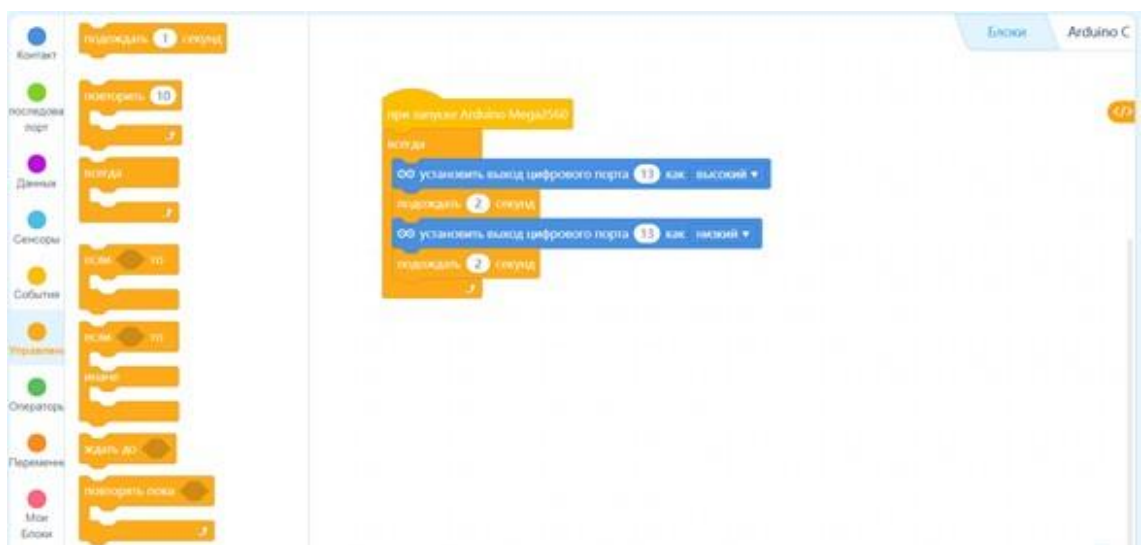 Контакт
последова
порт
Данных
Сенсоры
События
Управлени
Операторы
Переменн
Мои
Блоки
подождать 1 секунд
повторить 10
всегда
если то
если то
иначе
ждать до
повторять пока
при запуске Arduino Mega2560
всегда
установить выход цифрового порта 13 как высокий
подождать 2 секунд
установить выход цифрового порта 13 как низкий
подождать 2 секунд
Блоки
Arduino C